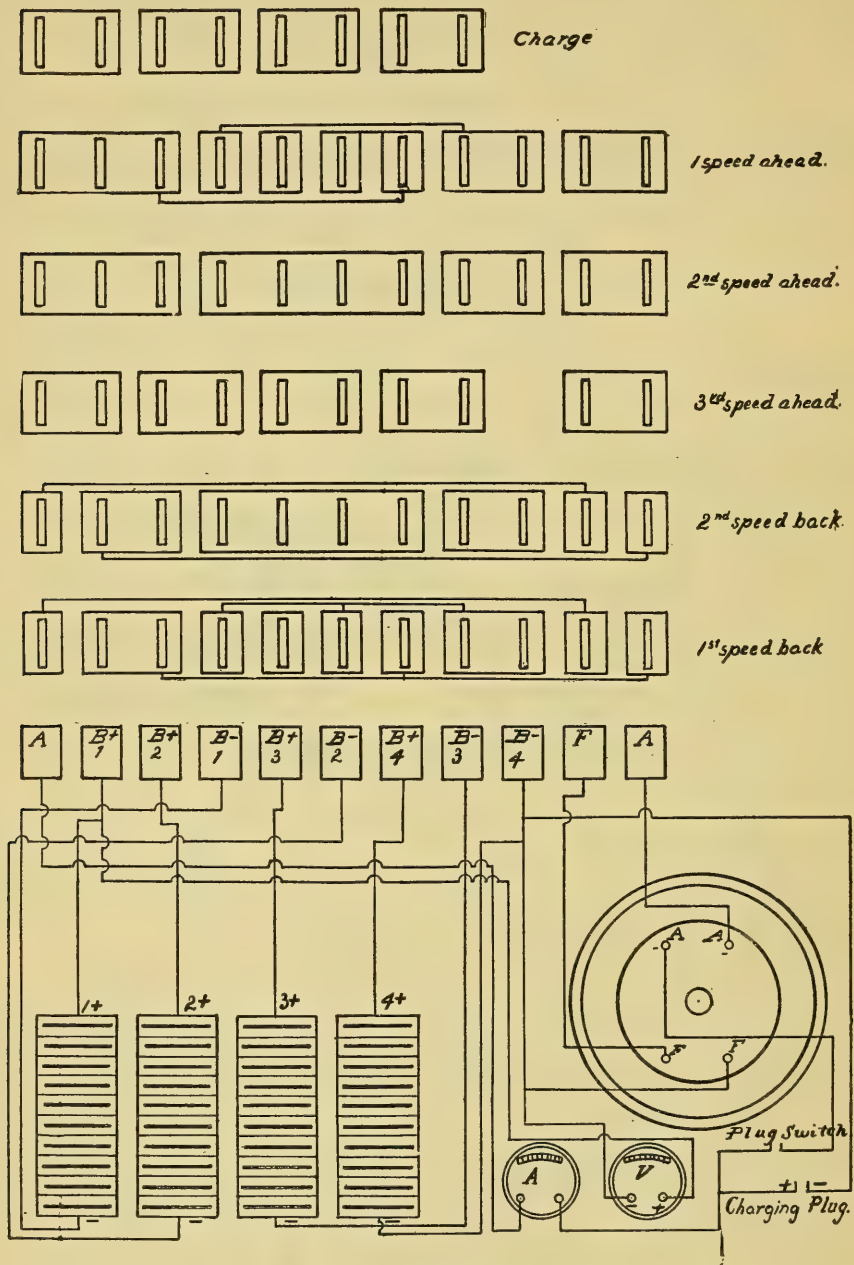 Charge
1 speed ahead.
2nd speed ahead.
3rd speed ahead.
2nd speed back.
1st speed back
A B+ 1 B+ 2 B- 1 B+ 3 B- 2 B+ 4 B- 3 B- 4 F A
A A
- -
1+ 2+ 3+ 4+
F F
Plug Switch
A V
- +
+ -
Charging Plug.
- - - -